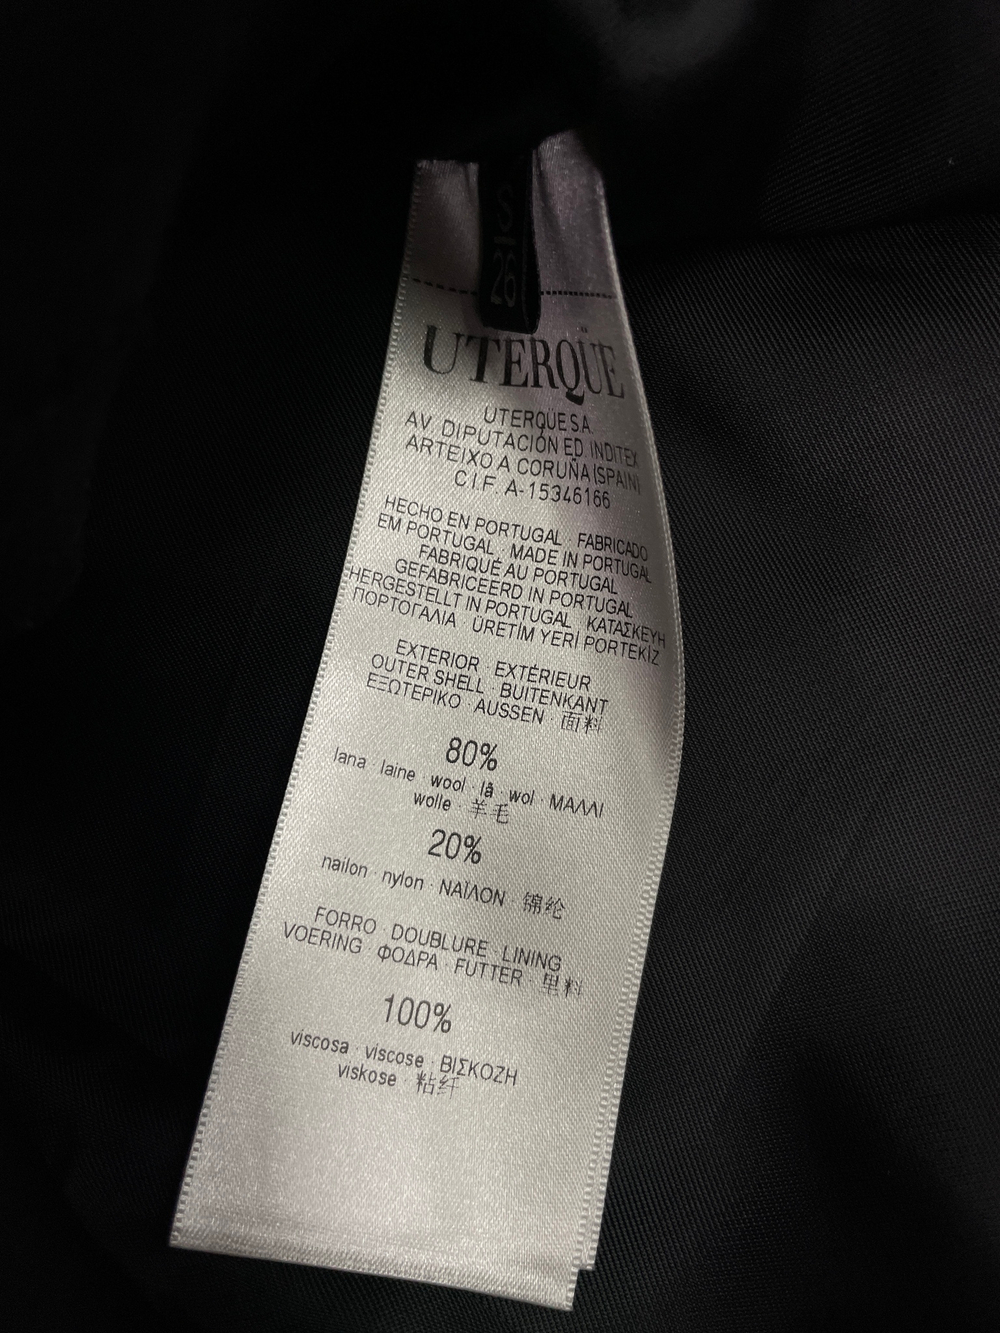 S
26
UTERQÜE
UTERQÜE S.A.
AV. DIPUTACIÓN ED. INDITEX
ARTEIXO A CORUÑA (SPAIN)
C.I.F. A-15346166
HECHO EN PORTUGAL · FABRICADO
EM PORTUGAL · MADE IN PORTUGAL
FABRIQUÉ AU PORTUGAL
GEFABRICEERD IN PORTUGAL
HERGESTELLT IN PORTUGAL · ΚΑΤΑΣΚΕΥΗ
ΠΟΡΤΟΓΑΛΙΑ · ÜRETİM YERİ PORTEKİZ
EXTERIOR · EXTÉRIEUR
OUTER SHELL · BUITENKANT
ΕΞΩΤΕΡΙΚΟ · AUSSEN · 面料
80%
lana · laine · wool · lã · wol · ΜΑΛΛΙ
wolle · 羊毛
20%
nailon · nylon · ΝΑΪΛΟΝ · 锦纶
FORRO · DOUBLURE · LINING
VOERING · ΦΟΔΡΑ · FUTTER · 里料
100%
viscosa · viscose · ΒΙΣΚΟΖΗ
viskose · 粘纤